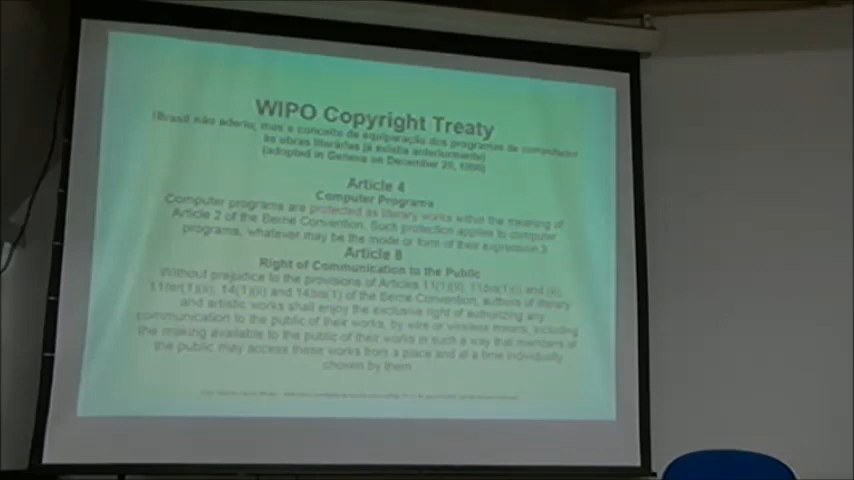 WIPO Copyright Treaty
(Brasil não aderiu, mas o conceito de equiparação dos programas de computador
às obras literárias já existia anteriormente)
(adopted in Geneva on December 20, 1996)
Article 4
Computer Programs
Computer programs are protected as literary works within the meaning of
Article 2 of the Berne Convention. Such protection applies to computer
programs, whatever may be the mode or form of their expression.3
Article 8
Right of Communication to the Public
Without prejudice to the provisions of Articles 11(1)(ii), 11bis(1)(i) and (ii),
11ter(1)(ii), 14(1)(ii) and 14bis(1) of the Berne Convention, authors of literary
and artistic works shall enjoy the exclusive right of authorizing any
communication to the public of their works, by wire or wireless means, including
the making available to the public of their works in such a way that members of
the public may access these works from a place and at a time individually
chosen by them.